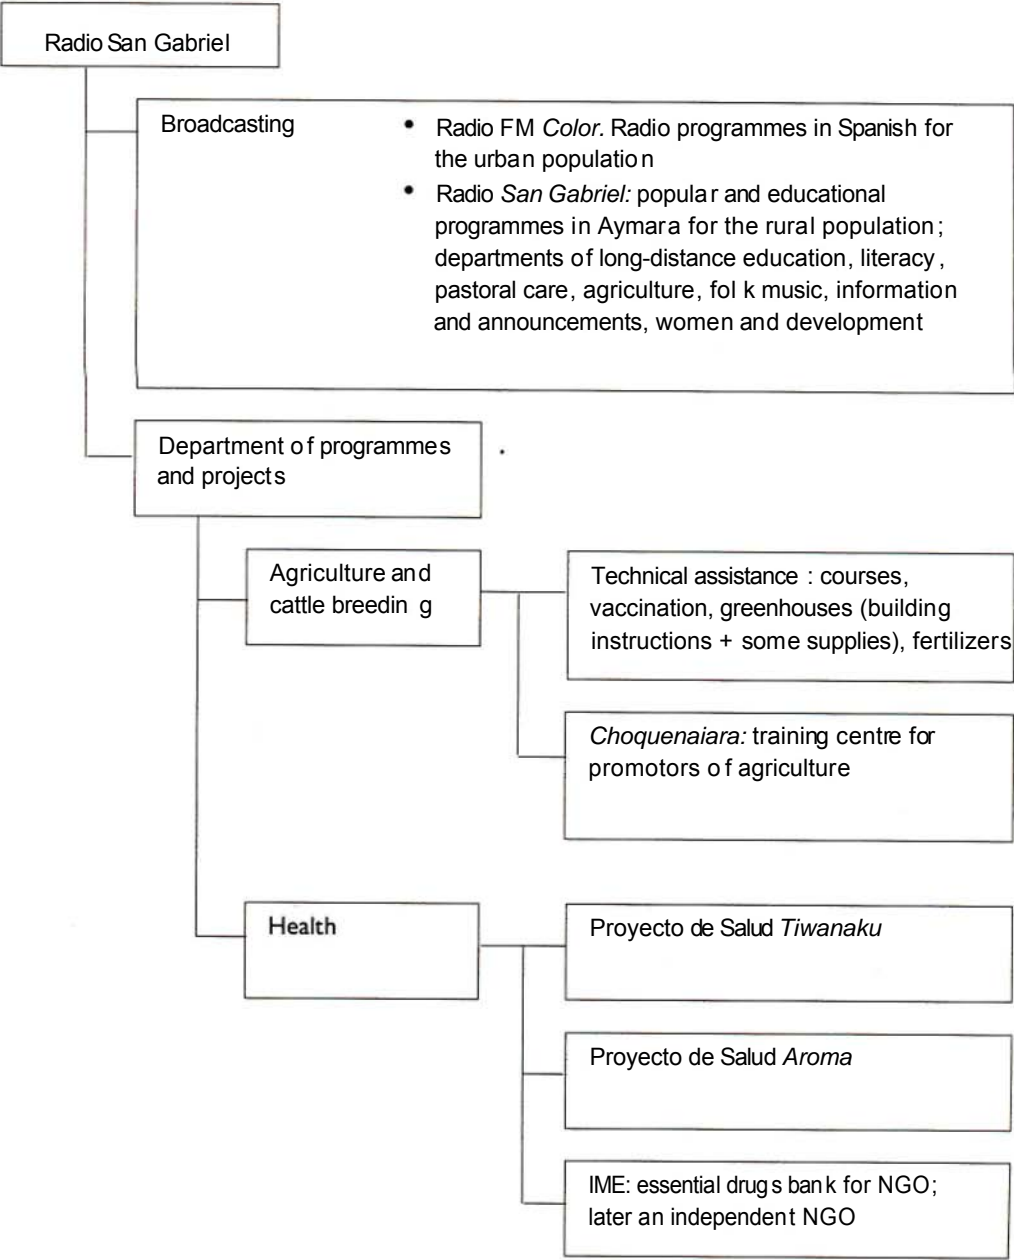 Radio San Gabriel
Broadcasting
• Radio FM Color. Radio programmes in Spanish for
the urban population
• Radio San Gabriel: popular and educational
programmes in Aymara for the rural population;
departments of long-distance education, literacy,
pastoral care, agriculture, folk music, information
and announcements, women and development
Department of programmes
and projects
Agriculture and
cattle breeding
Technical assistance : courses,
vaccination, greenhouses (building
instructions + some supplies), fertilizers
Choquenaiara: training centre for
promotors of agriculture
Health
Proyecto de Salud Tiwanaku
Proyecto de Salud Aroma
IME: essential drugs bank for NGO;
later an independent NGO